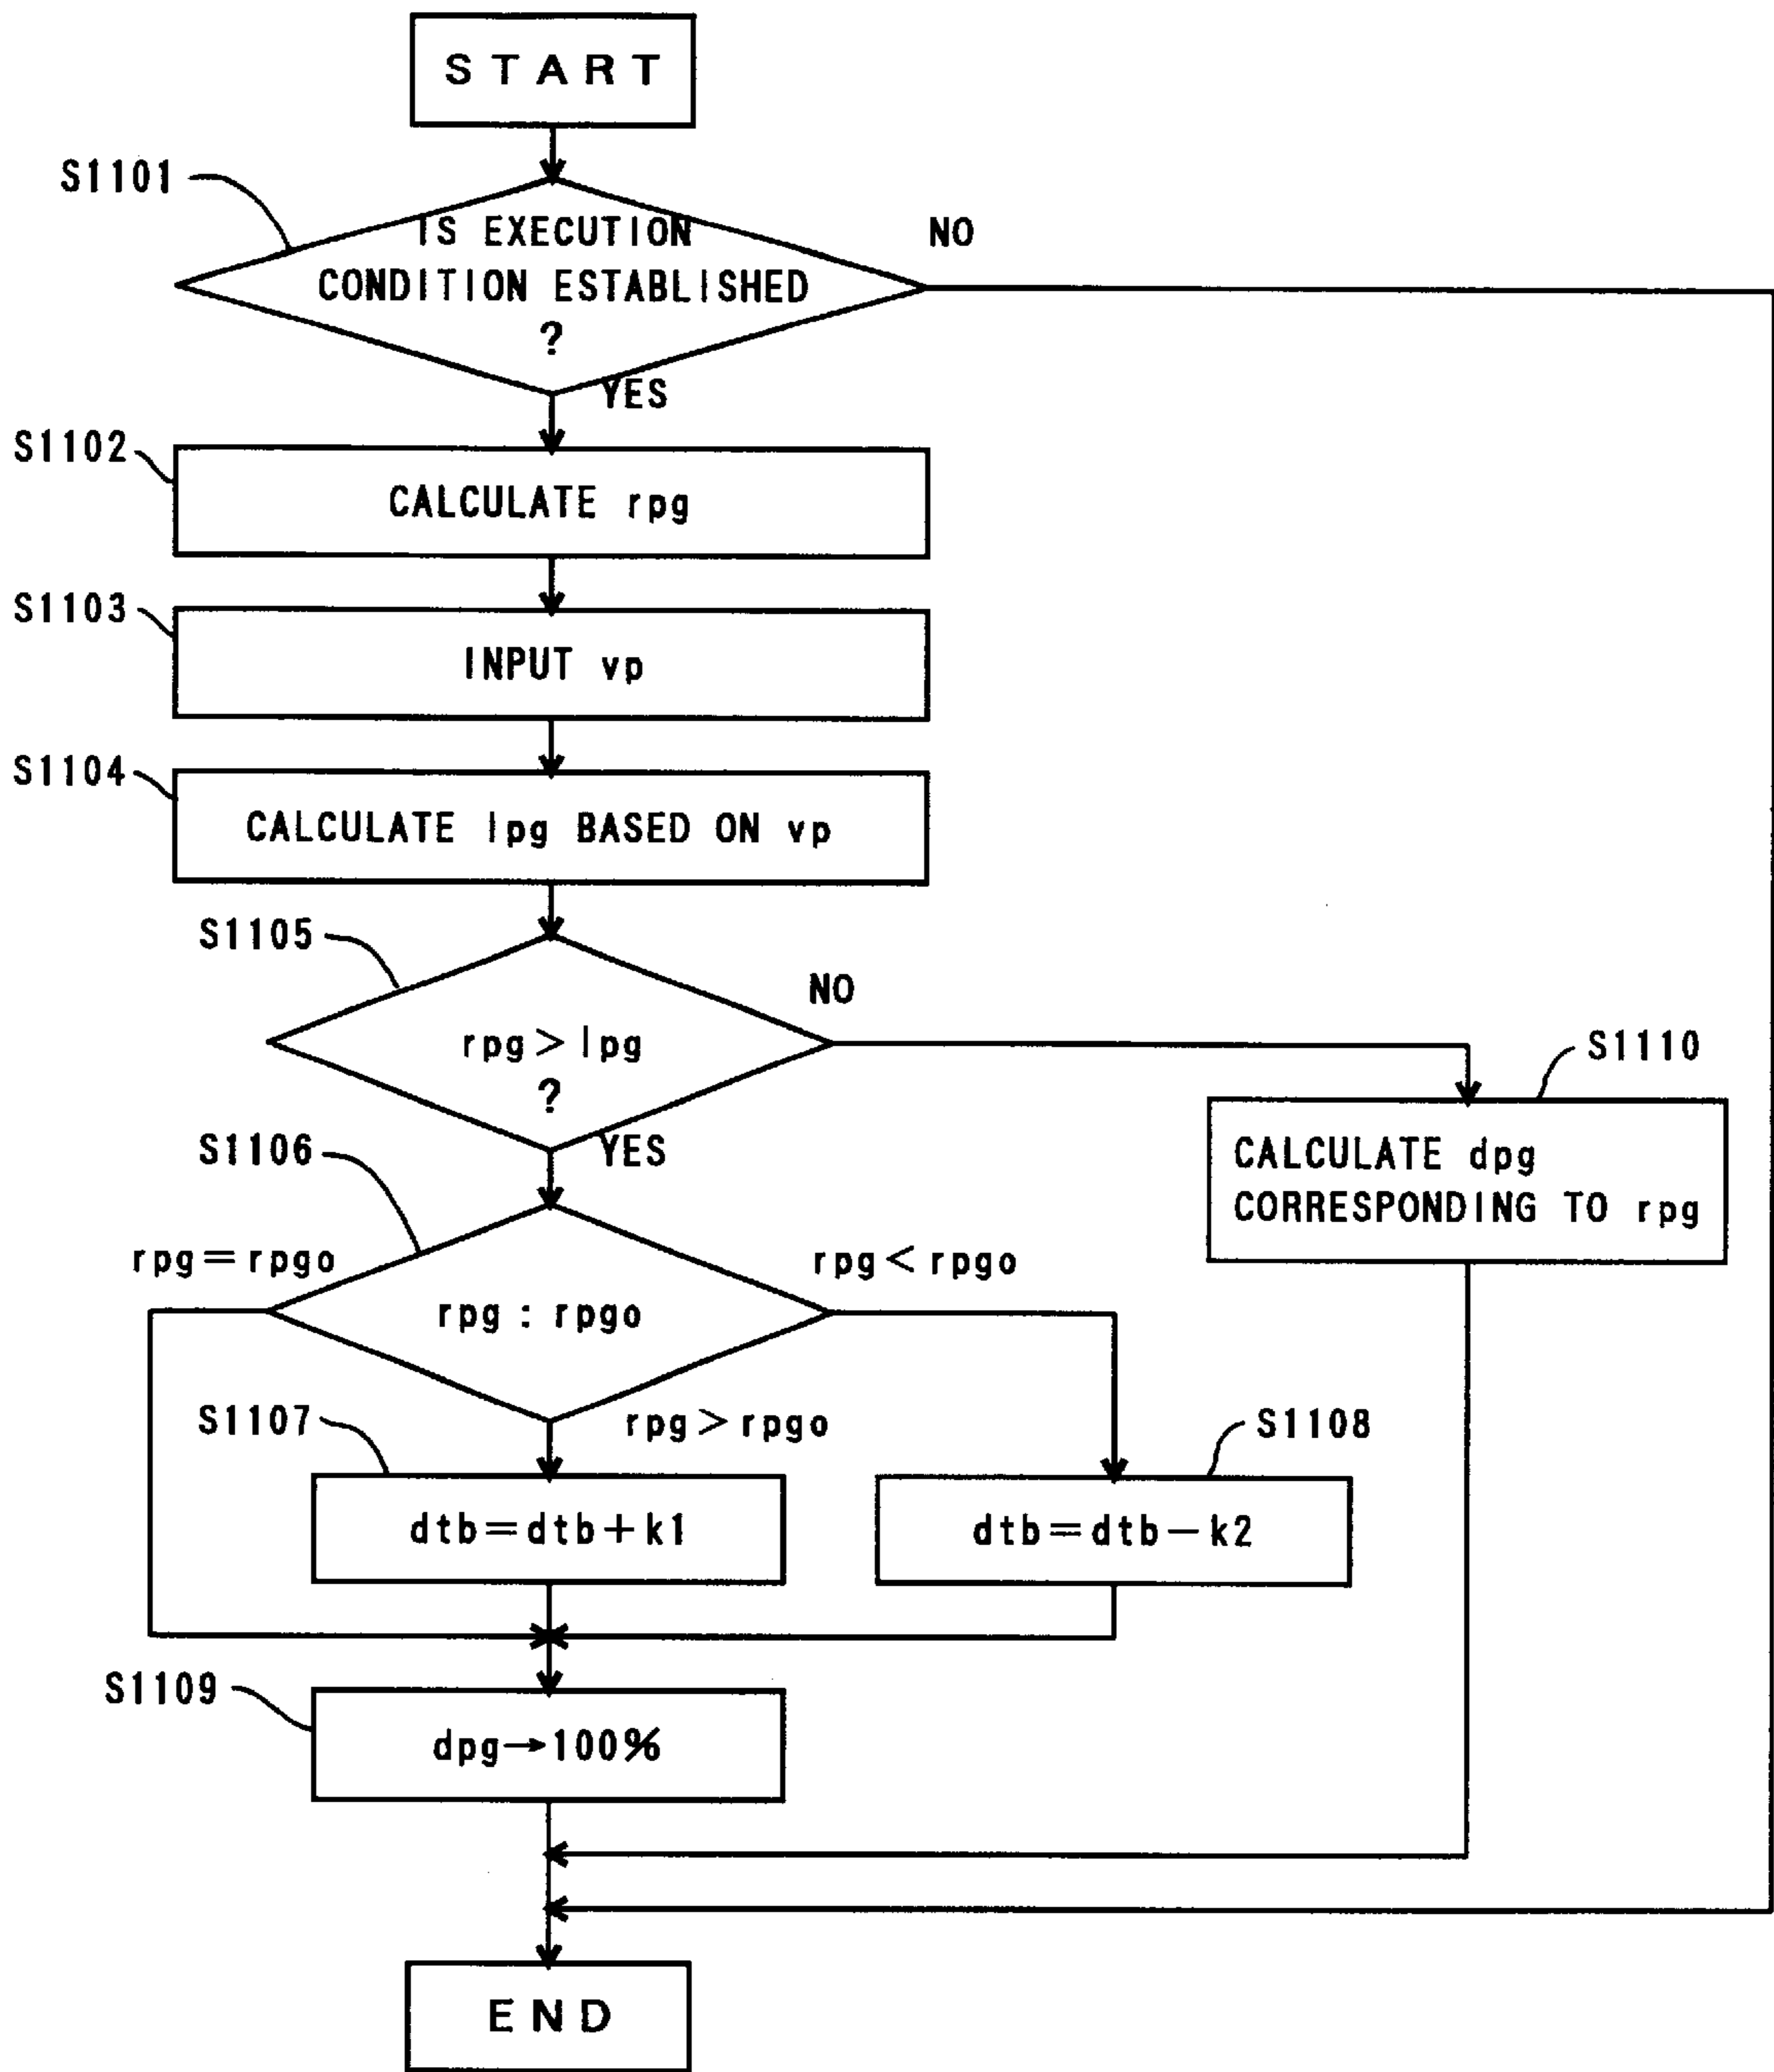 START
S1101
IS EXECUTION
CONDITION ESTABLISHED
?
NO
YES
S1102
CALCULATE rpg
S1103
INPUT vp
S1104
CALCULATE lpg BASED ON vp
S1105
rpg>lpg
?
NO
YES
S1110
CALCULATE dpg
CORRESPONDING TO rpg
S1106
rpg=rpgo
rpg:rpgo
rpg<rpgo
rpg>rpgo
S1107
dtb=dtb+k1
S1108
dtb=dtb-k2
S1109
dpg→100%
END